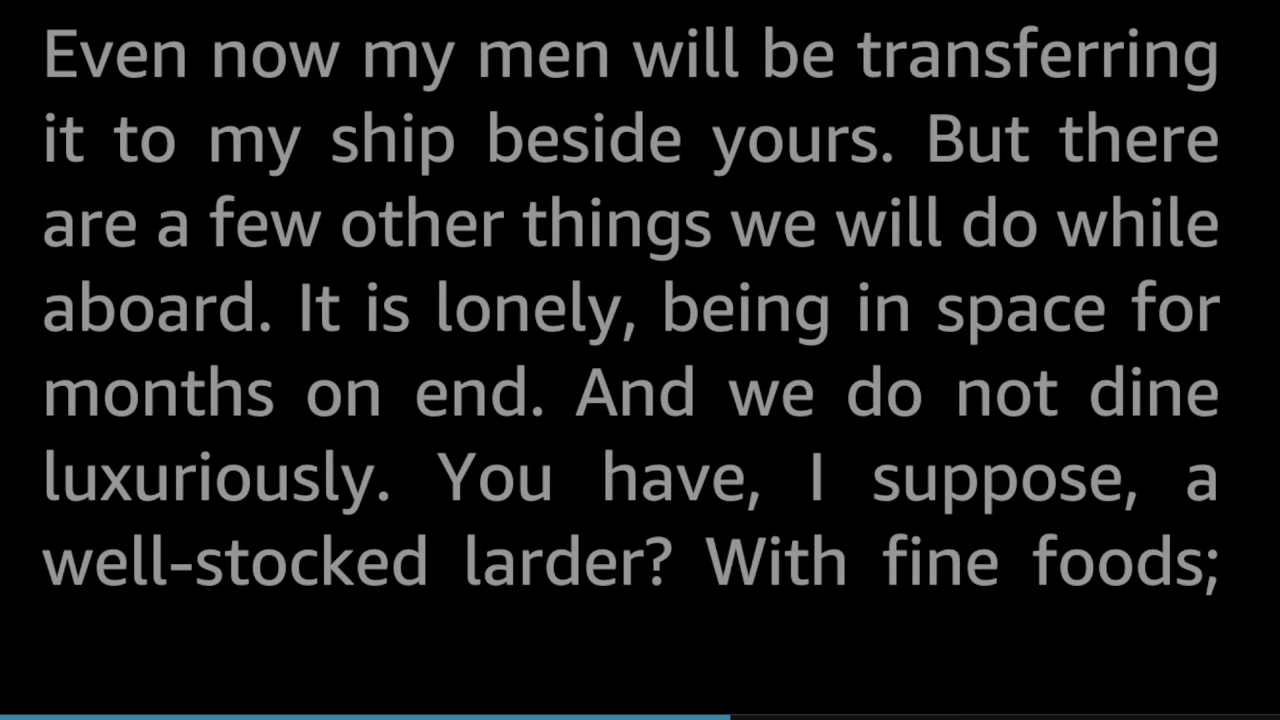 Even now my men will be transferring
it to my ship beside yours. But there
are a few other things we will do while
aboard. It is lonely, being in space for
months on end. And we do not dine
luxuriously. You have, I suppose, a
well-stocked larder? With fine foods;